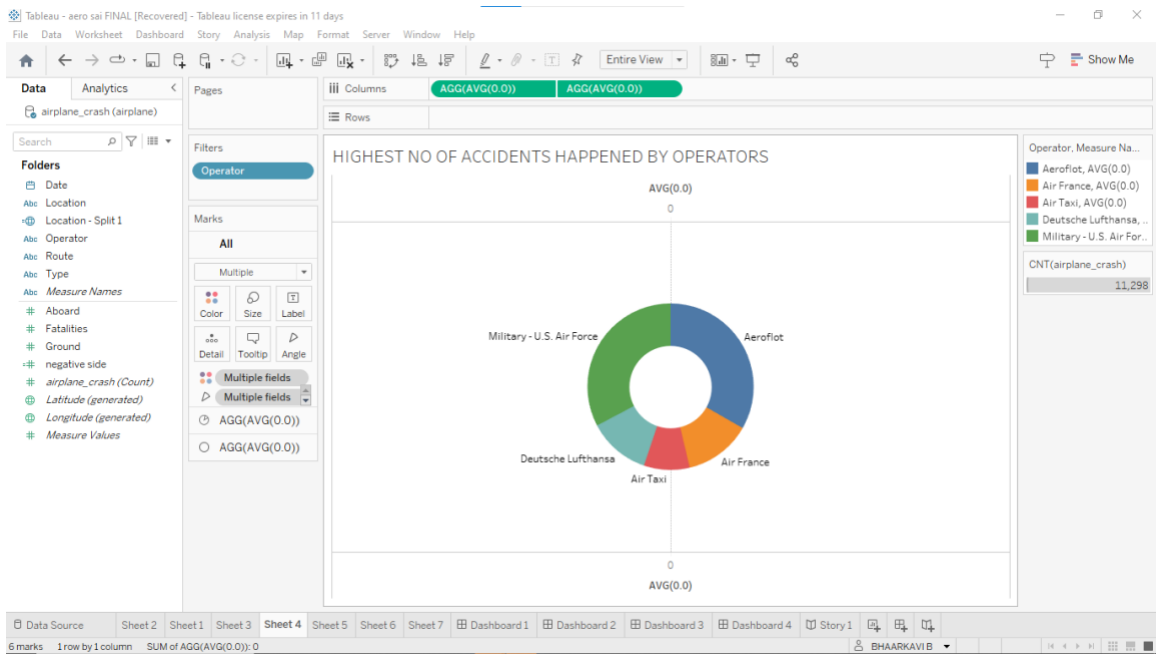 Tableau - aero sai FINAL [Recovered] - Tableau license expires in 11 days
File Data Worksheet Dashboard Story Analysis Map Format Server Window Help
Entire View
Show Me
Data Analytics
airplane_crash (airplane)
Search
Folders
Date
Abc Location
Location - Split 1
Abc Operator
Abc Route
Abc Type
Abc Measure Names
Aboard
Fatalities
Ground
negative side
airplane_crash (Count)
Latitude (generated)
Longitude (generated)
Measure Values
Pages
Filters
Operator
Marks
All
Multiple
Color Size Label
Detail Tooltip Angle
Multiple fields
Multiple fields
AGG(AVG(0.0))
AGG(AVG(0.0))
Columns AGG(AVG(0.0)) AGG(AVG(0.0))
Rows
HIGHEST NO OF ACCIDENTS HAPPENED BY OPERATORS
AVG(0.0)
0
Military - U.S. Air Force
Aeroflot
Deutsche Lufthansa
Air France
Air Taxi
0
AVG(0.0)
Operator, Measure Na...
Aeroflot, AVG(0.0)
Air France, AVG(0.0)
Air Taxi, AVG(0.0)
Deutsche Lufthansa, ..
Military - U.S. Air For..
CNT(airplane_crash)
11,298
Data Source Sheet 2 Sheet 1 Sheet 3 Sheet 4 Sheet 5 Sheet 6 Sheet 7 Dashboard 1 Dashboard 2 Dashboard 3 Dashboard 4 Story 1
6 marks 1 row by 1 column SUM of AGG(AVG(0.0)): 0 BHAARKAVI B